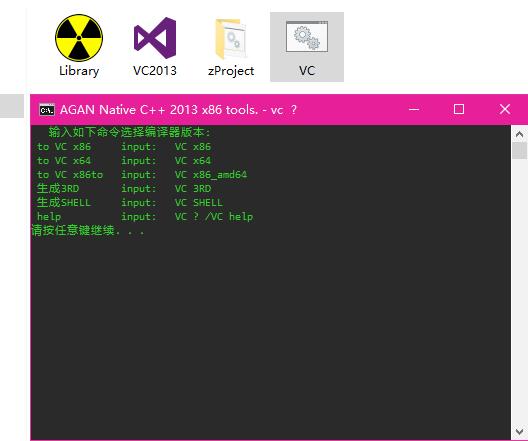 Library
VC2013
zProject
VC
AGAN Native C++ 2013 x86 tools. - vc ?
输入如下命令选择编译器版本:
to VC x86 input: VC x86
to VC x64 input: VC x64
to VC x86to input: VC x86_amd64
生成3RD input: VC 3RD
生成SHELL input: VC SHELL
help input: VC ? /VC help
请按任意键继续. . .